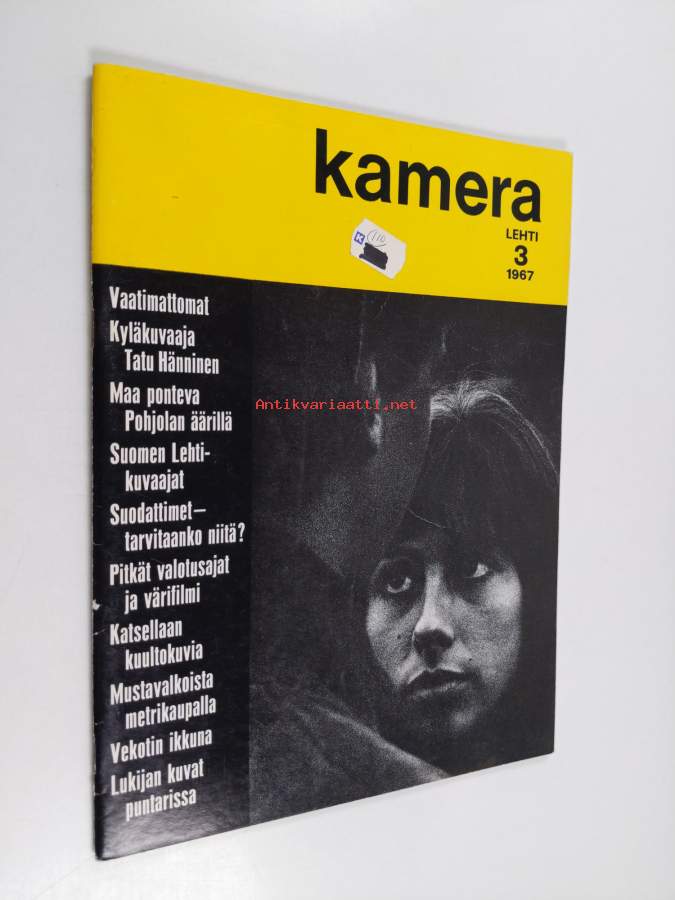 kamera
LEHTI
3
1967
K
Vaatimattomat
Kyläkuvaaja
Tatu Hänninen
Maa ponteva
Pohjolan äärillä
Suomen Lehti-
kuvaajat
Suodattimet—
tarvitaanko niitä?
Pitkät valotusajat
ja värifilmi
Katsellaan
kuultokuvia
Mustavalkoista
metrikaupalla
Vekotin ikkuna
Lukijan kuvat
puntarissa
Antikvariaatti.net